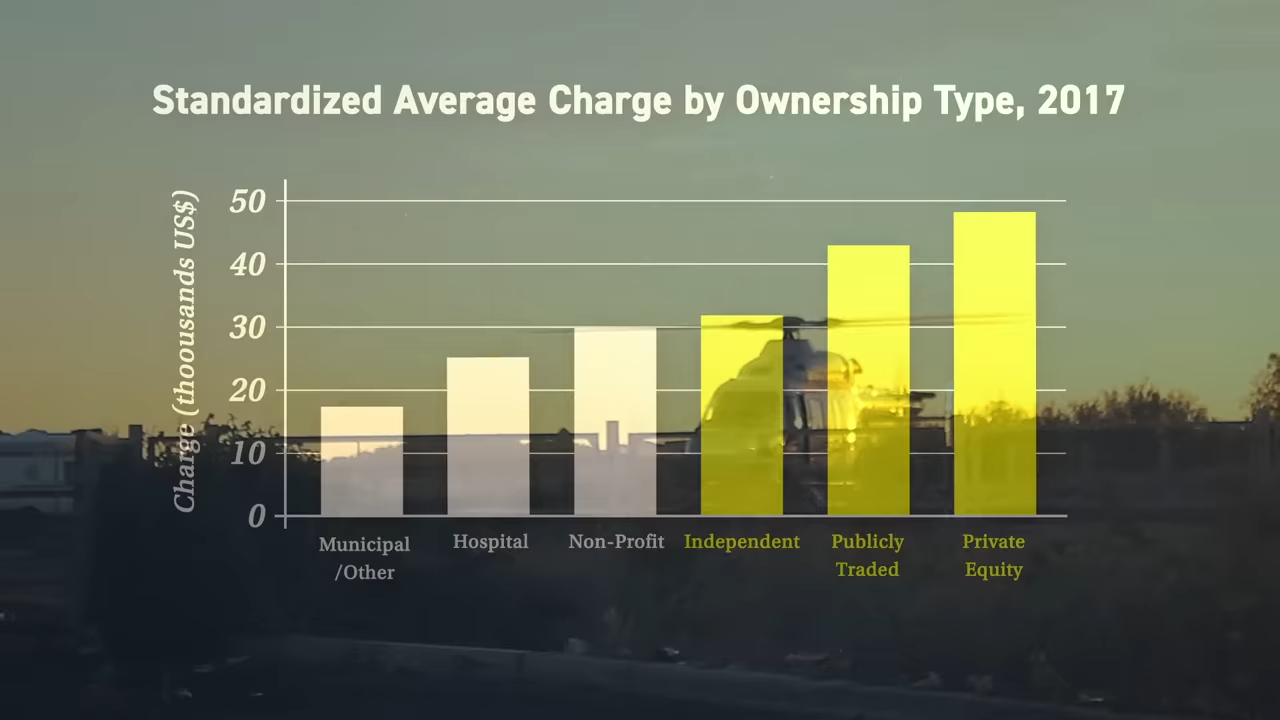 Standardized Average Charge by Ownership Type, 2017
Charge (thoousands US$)
50
40
30
20
10
0
Municipal
/Other
Hospital
Non-Profit
Independent
Publicly
Traded
Private
Equity